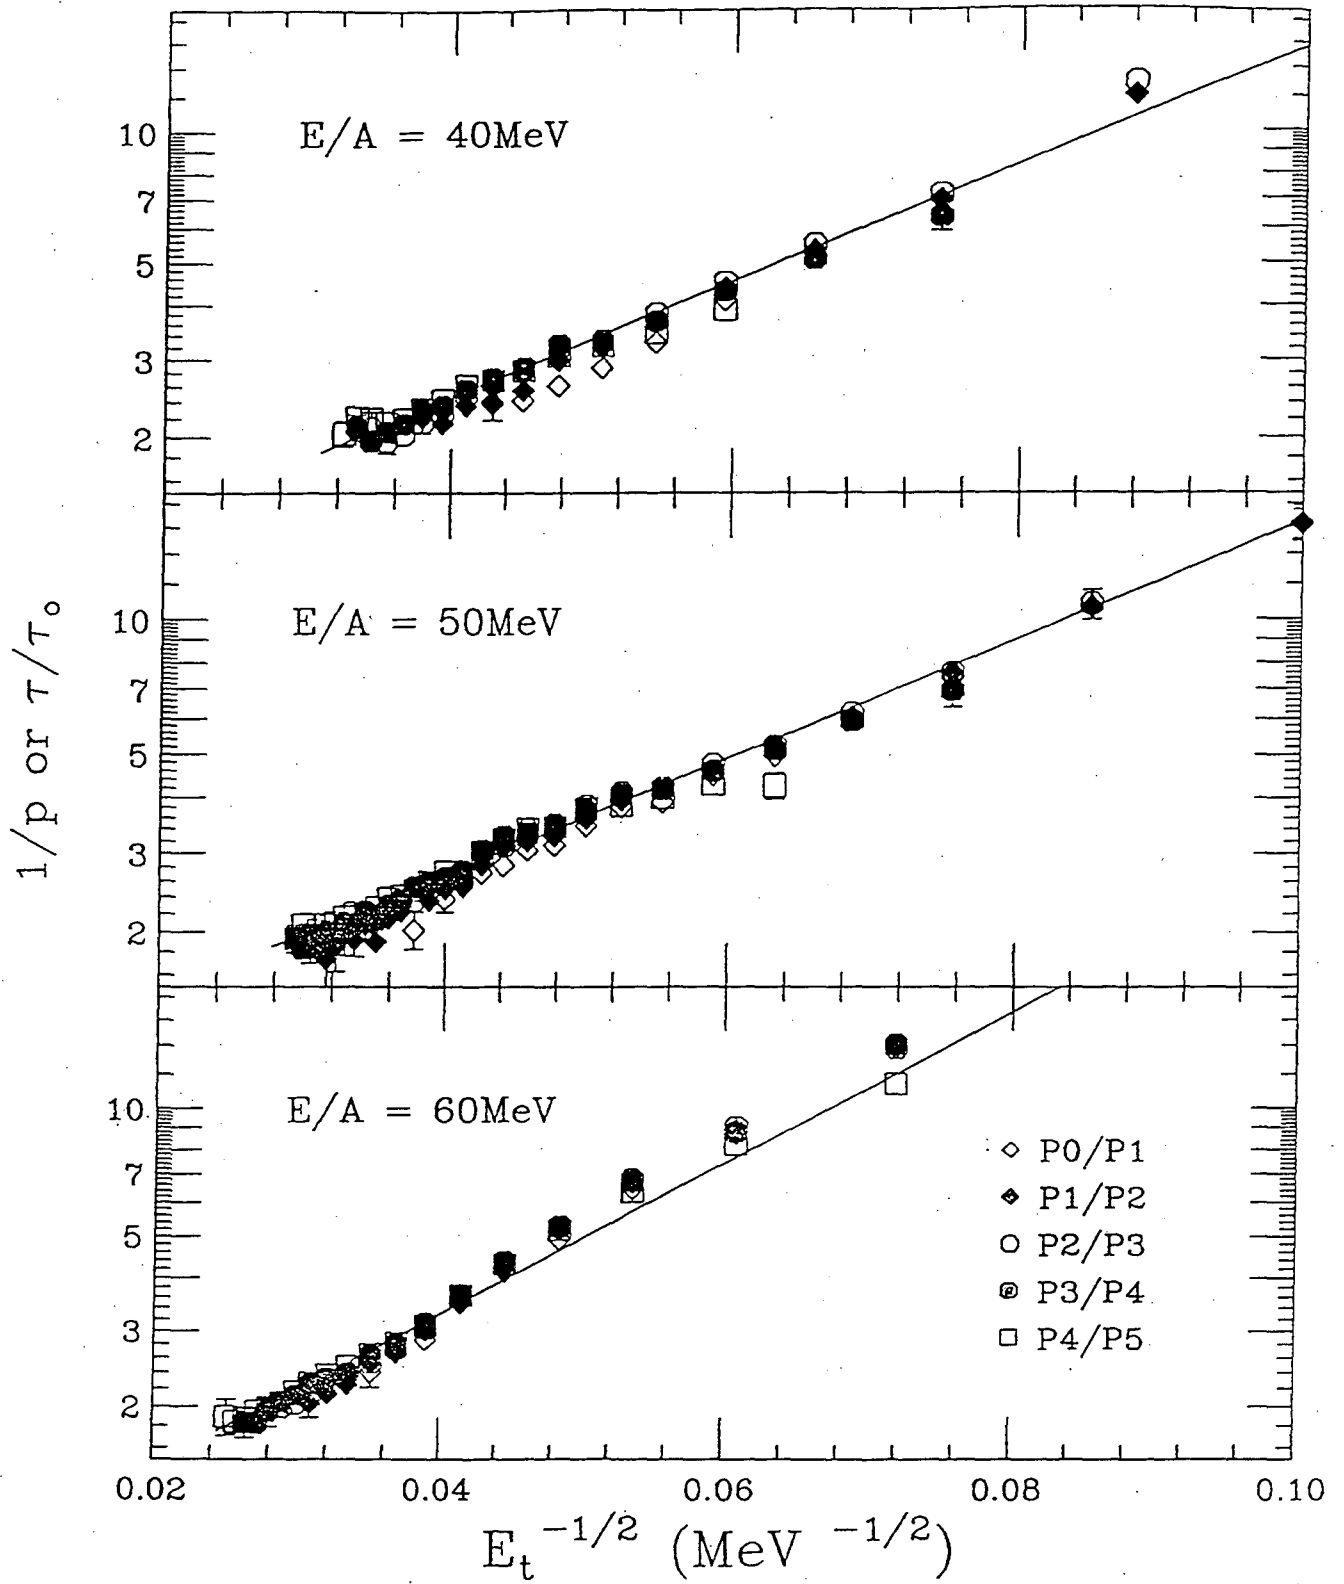 E/A = 40MeV
10
7
5
3
2
E/A = 50MeV
10
7
5
3
2
1/p or τ/τo
E/A = 60MeV
10
7
5
3
2
P0/P1
P1/P2
P2/P3
P3/P4
P4/P5
0.02 0.04 0.06 0.08 0.10
Et -1/2 (MeV -1/2)